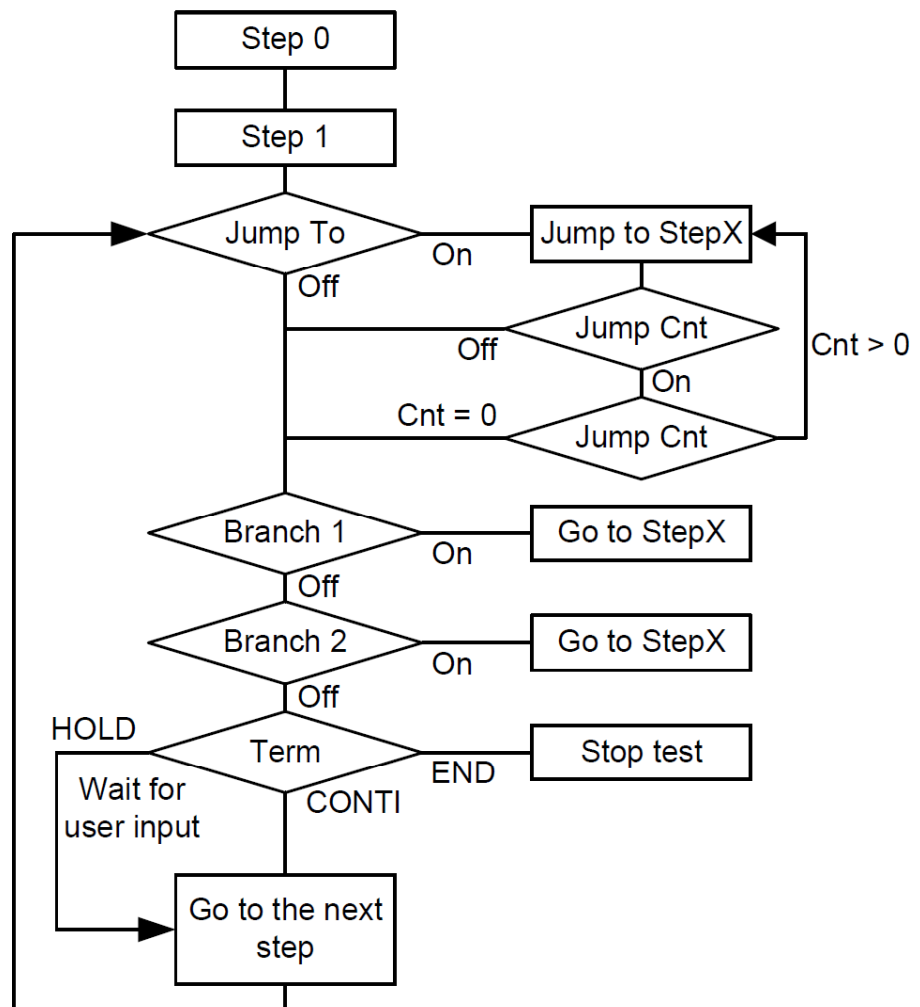 Step 0
Step 1
Jump To
On
Jump to StepX
Off
Jump Cnt
Off
On
Cnt > 0
Cnt = 0
Jump Cnt
Branch 1
On
Go to StepX
Off
Branch 2
On
Go to StepX
Off
HOLD
Term
END
Stop test
Wait for
user input
CONTI
Go to the next
step